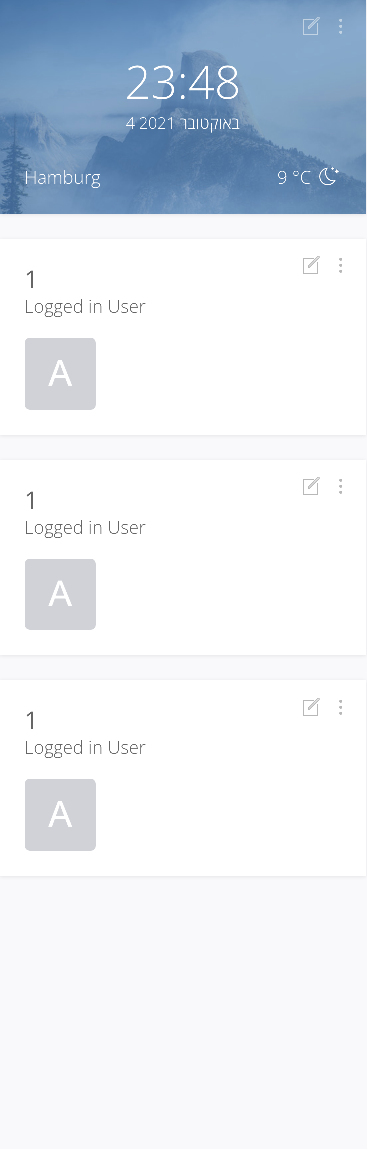 23:48
4 באוקטובר 2021
Hamburg
9 °C
1
Logged in User
A
1
Logged in User
A
1
Logged in User
A